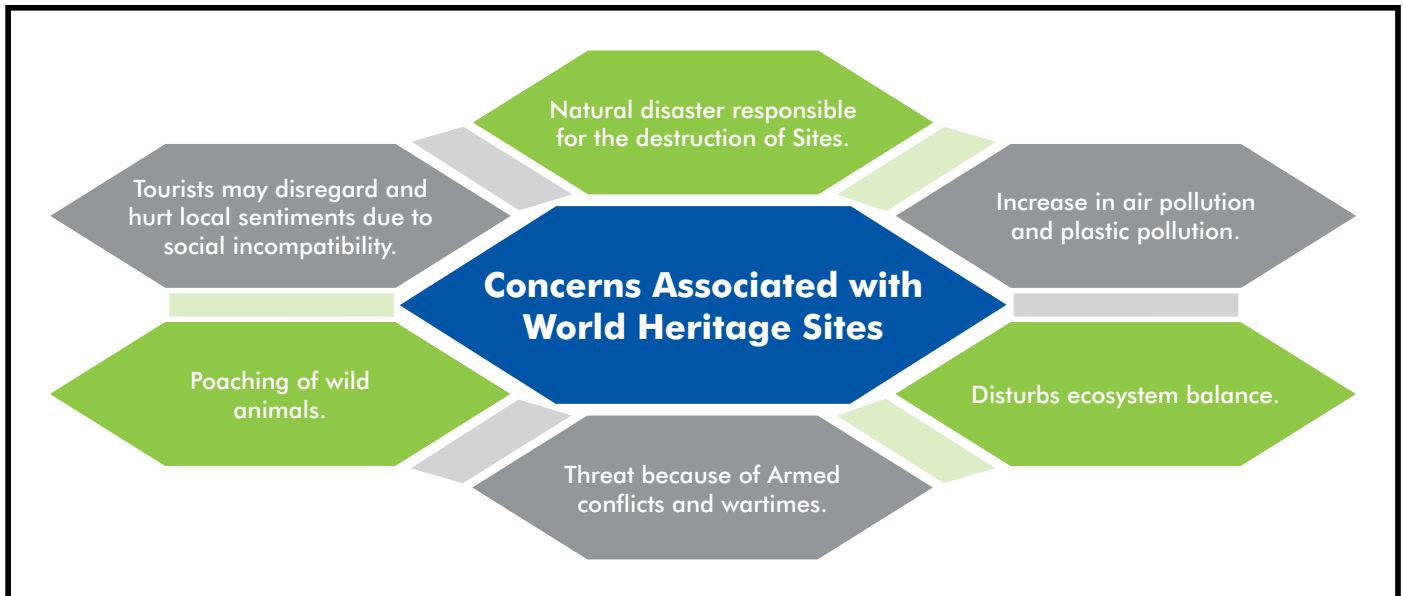 Natural disaster responsible
for the destruction of Sites.
Tourists may disregard and
hurt local sentiments due to
social incompatibility.
Increase in air pollution
and plastic pollution.
Concerns Associated with
World Heritage Sites
Poaching of wild
animals.
Disturbs ecosystem balance.
Threat because of Armed
conflicts and wartimes.